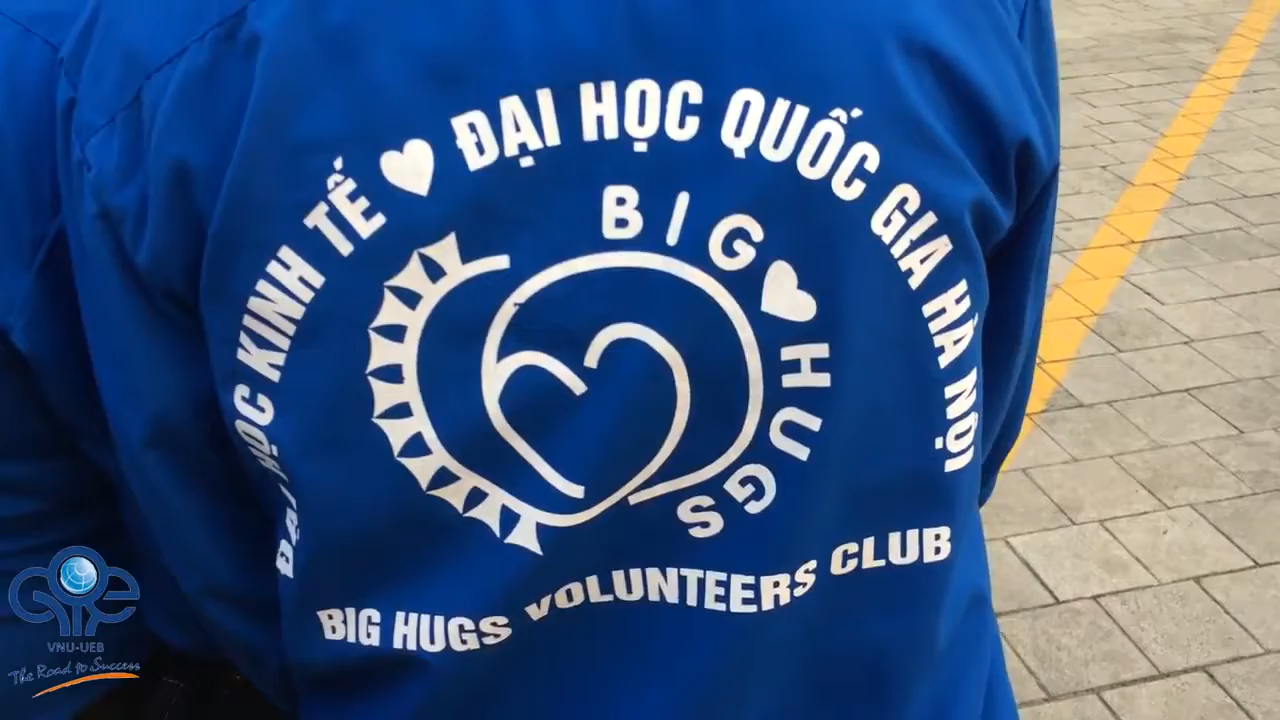 ĐẠI HỌC KINH TẾ ♥ ĐẠI HỌC QUỐC GIA HÀ NỘI
BIG♥HUGS
BIG HUGS VOLUNTEERS CLUB
VNU-UEB
The Road to Success